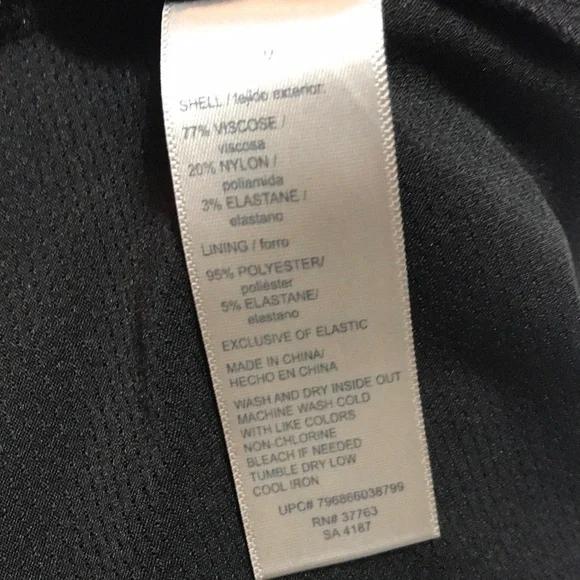 SHELL / tejido exterior:
77% VISCOSE /
viscosa
20% NYLON /
poliamida
3% ELASTANE /
elastano
LINING / forro
95% POLYESTER/
poliéster
5% ELASTANE/
elastano
EXCLUSIVE OF ELASTIC
MADE IN CHINA/
HECHO EN CHINA
WASH AND DRY INSIDE OUT
MACHINE WASH COLD
WITH LIKE COLORS
NON-CHLORINE
BLEACH IF NEEDED
TUMBLE DRY LOW
COOL IRON
UPC# 796866038799
RN# 37763
SA 4187